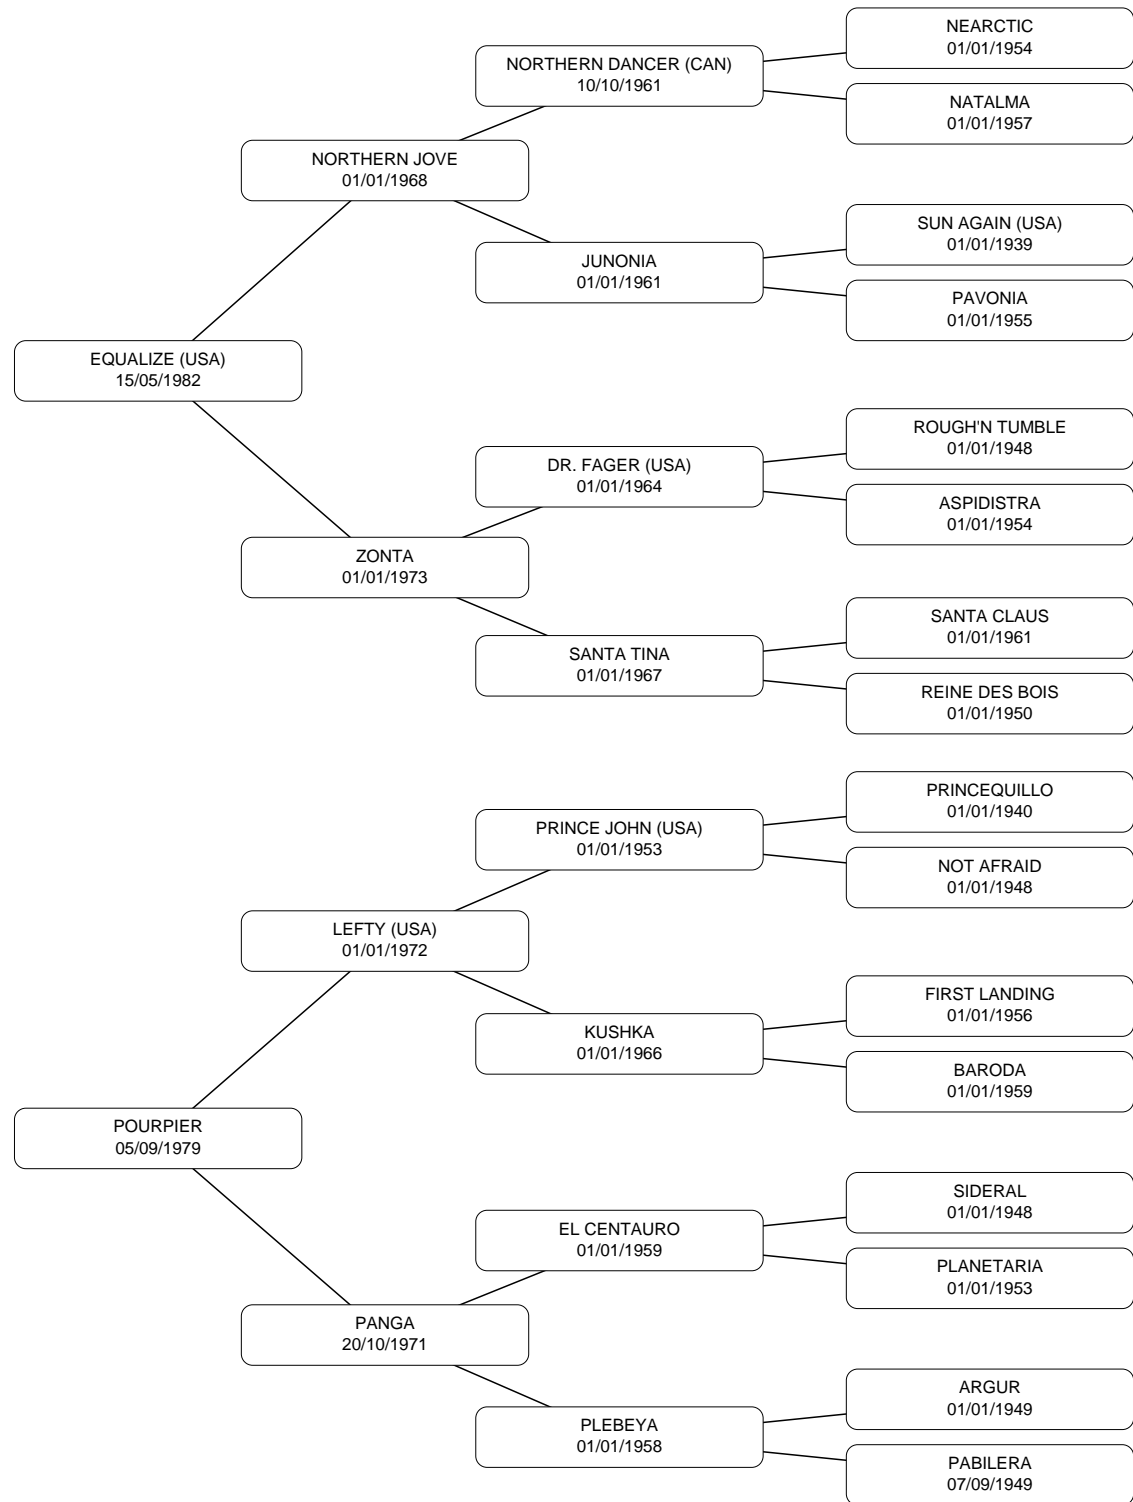 NEARCTIC
01/01/1954
NORTHERN DANCER (CAN)
10/10/1961
NATALMA
01/01/1957
NORTHERN JOVE
01/01/1968
SUN AGAIN (USA)
01/01/1939
JUNONIA
01/01/1961
PAVONIA
01/01/1955
EQUALIZE (USA)
15/05/1982
ROUGH'N TUMBLE
01/01/1948
DR. FAGER (USA)
01/01/1964
ASPIDISTRA
01/01/1954
ZONTA
01/01/1973
SANTA CLAUS
01/01/1961
SANTA TINA
01/01/1967
REINE DES BOIS
01/01/1950
PRINCEQUILLO
01/01/1940
PRINCE JOHN (USA)
01/01/1953
NOT AFRAID
01/01/1948
LEFTY (USA)
01/01/1972
FIRST LANDING
01/01/1956
KUSHKA
01/01/1966
BARODA
01/01/1959
POURPIER
05/09/1979
SIDERAL
01/01/1948
EL CENTAURO
01/01/1959
PLANETARIA
01/01/1953
PANGA
20/10/1971
ARGUR
01/01/1949
PLEBEYA
01/01/1958
PABILERA
07/09/1949